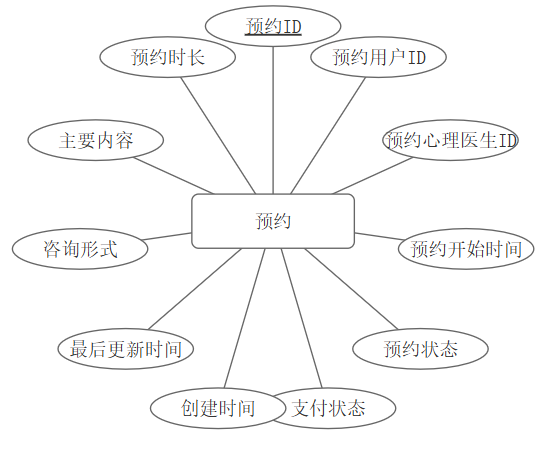 预约ID
预约时长
预约用户ID
主要内容
预约心理医生ID
预约
咨询形式
预约开始时间
最后更新时间
预约状态
创建时间
支付状态